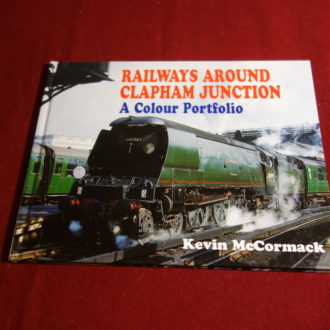 RAILWAYS AROUND
CLAPHAM JUNCTION
A Colour Portfolio
Kevin McCormack